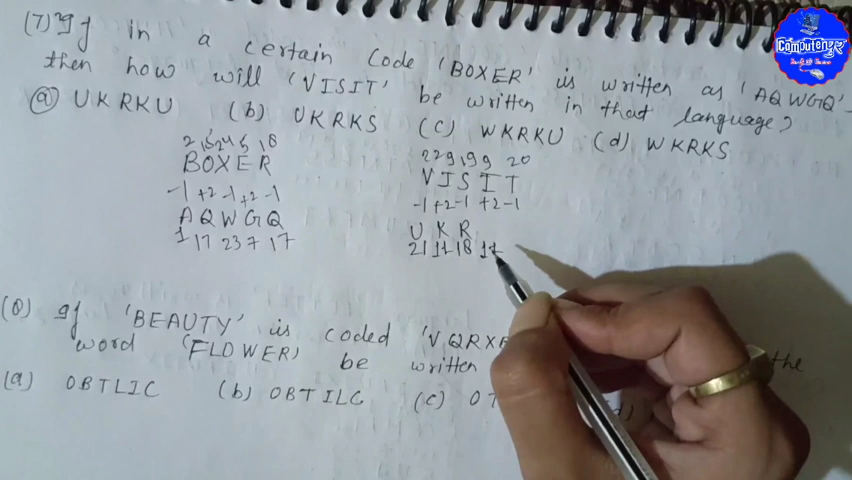 (7) If in a certain code 'BOXER' is written as 'AQWGQ'
then how will 'VISIT' be written in that language?
(a) UKRKU (b) UKRKS (c) WKRKU (d) WKRKS
2 15 24 5 18
BOXER
-1 +2 -1 +2 -1
AQWGQ
1 17 23 7 17
22 9 19 9 20
VISIT
-1 +2 -1 +2 -1
U K R
21 11 18 11
(8) If 'BEAUTY' is coded 'VQRX
word (FLOWER) be written the
(a) OBTLIC (b) OBTILC (c)
Computer